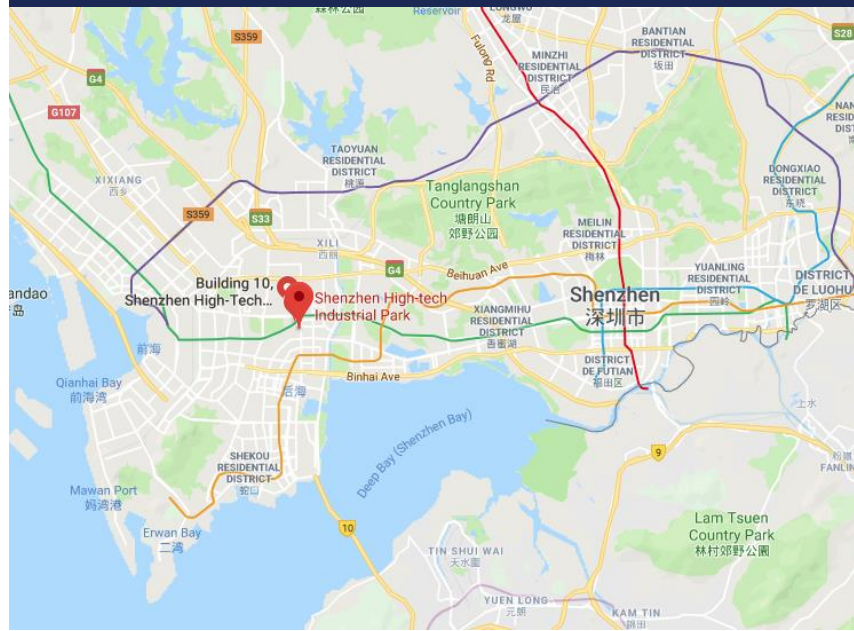 森林公园
Reservoir
LONGWU
龙屋
BANTIAN
RESIDENTIAL
DISTRICT
坂田
S28
S359
Fulong Rd
MINZHI
RESIDENTIAL
DISTRICT
民治
G4
G107
TAOYUAN
RESIDENTIAL
DISTRICT
桃源
XIXIANG
西乡
DONGXIAO
RESIDENTIAL
DISTRICT
东晓
Tanglangshan
Country Park
塘朗山
郊野公园
S359
S33
MEILIN
RESIDENTIAL
DISTRICT
梅林
XILI
西丽
G4
Beihuan Ave
YUANLING
RESIDENTIAL
DISTRICT
园岭
DISTRICT
DE LUOHU
罗湖区
andao
岛
Building 10,
Shenzhen High-Tech...
Shenzhen High-tech
Industrial Park
Shenzhen
深圳市
XIANGMIHU
RESIDENTIAL
DISTRICT
香蜜湖
前海
DISTRICT
DE FUTIAN
福田区
Binhai Ave
Qianhai Bay
前海湾
后海
上水
Deep Bay (Shenzhen Bay)
SHEKOU
RESIDENTIAL
DISTRICT
蛇口
9
粉嶺
FANLIN
Mawan Port
妈湾港
10
Erwan Bay
二湾
Lam Tsuen
Country Park
林村郊野公園
TIN SHUI WAI
天水圍
YUEN LONG
元朗
KAM TIN
錦田